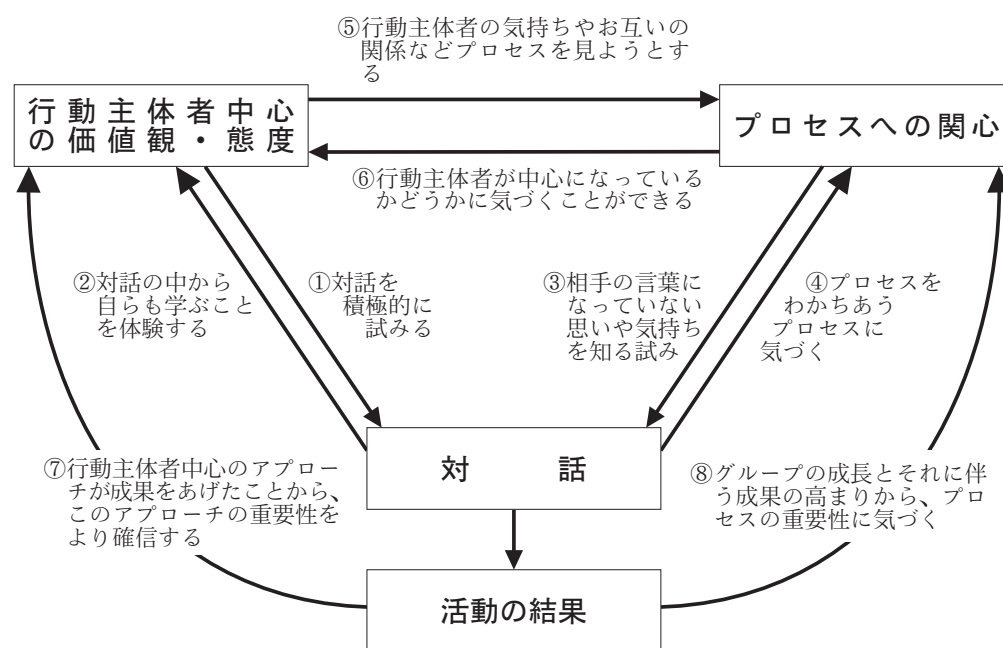 ⑤行動主体者の気持ちやお互いの
関係などプロセスを見ようとす
る
行動主体者中心
の価値観・態度
プロセスへの関心
⑥行動主体者が中心になっている
かどうかに気づくことができる
②対話の中から
自らも学ぶこと
を体験する
①対話を
積極的に
試みる
③相手の言葉に
なっていない
思いや気持ち
を知る試み
④プロセスを
わかちあう
プロセスに
気づく
対話
⑦行動主体者中心のアプロー
チが成果をあげたことから、
このアプローチの重要性を
より確信する
⑧グループの成長とそれに伴
う成果の高まりから、プロ
セスの重要性に気づく
活動の結果